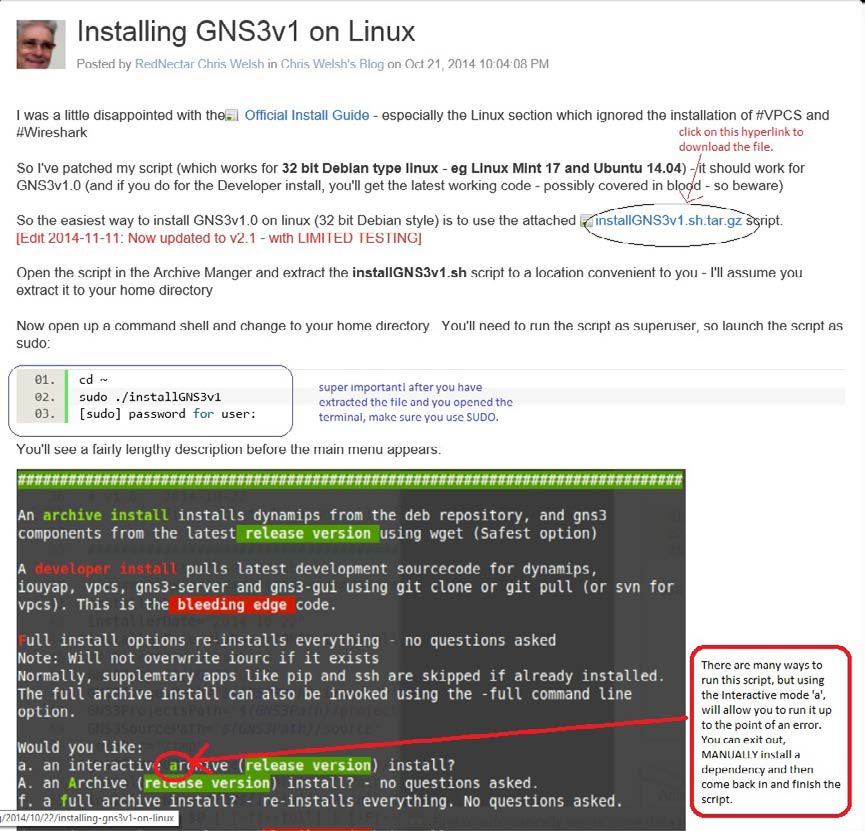 Installing GNS3v1 on Linux
Posted by RedNectar Chris Welsh in Chris Welsh's Blog on Oct 21, 2014 10:04:08 PM
I was a little disappointed with the Official Install Guide - especially the Linux section which ignored the installation of #VPCS and
#Wireshark
click on this hyperlink to
download the file.
So I've patched my script (which works for 32 bit Debian type linux - eg Linux Mint 17 and Ubuntu 14.04) - it should work for
GNS3v1.0 (and if you do for the Developer install, you'll get the latest working code - possibly covered in blood - so beware)
So the easiest way to install GNS3v1.0 on linux (32 bit Debian style) is to use the attached installGNS3v1.sh.tar.gz script.
[Edit 2014-11-11: Now updated to v2.1 - with LIMITED TESTING]
Open the script in the Archive Manger and extract the installGNS3v1.sh script to a location convenient to you - I'll assume you
extract it to your home directory
Now open up a command shell and change to your home directory. You'll need to run the script as superuser, so launch the script as
sudo:
01. cd ~
02. sudo ./installGNS3v1
03. [sudo] password for user:
super important! after you have
extracted the file and you opened the
terminal, make sure you use SUDO.
You'll see a fairly lengthy description before the main menu appears:
################################################################################
An archive install installs dynamips from the deb repository, and gns3
components from the latest release version using wget (Safest option)
A developer install pulls latest development sourcecode for dynamips,
iouyap, vpcs, gns3-server and gns3-gui using git clone or git pull (or svn for
vpcs). This is the bleeding edge code.
Full install options re-installs everything - no questions asked
Note: Will not overwrite iourc if it exists
Normally, supplemtary apps like pip and ssh are skipped if already installed.
The full archive install can also be invoked using the -full command line
option.
Would you like:
a. an interactive archive (release version) install?
A. an Archive (release version) install? - no questions asked.
f. a full archive install? - re-installs everything. No questions asked.
/2014/10/22/installing-gns3v1-on-linux
There are many ways to
run this script, but using
the Interactive mode 'a',
will allow you to run it up
to the point of an error.
You can exit out,
MANUALLY install a
dependency and then
come back in and finish the
script.